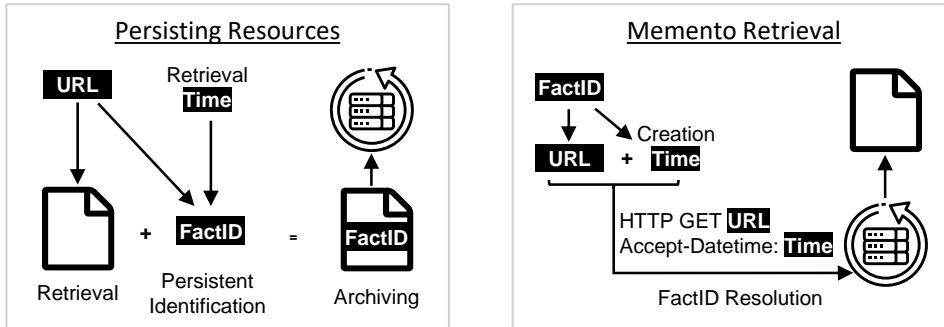 Persisting Resources
URL
Retrieval
Time
+
FactID
=
FactID
Retrieval
Persistent
Identification
Archiving
Memento Retrieval
FactID
Creation
URL + Time
HTTP GET URL
Accept-Datetime: Time
FactID Resolution